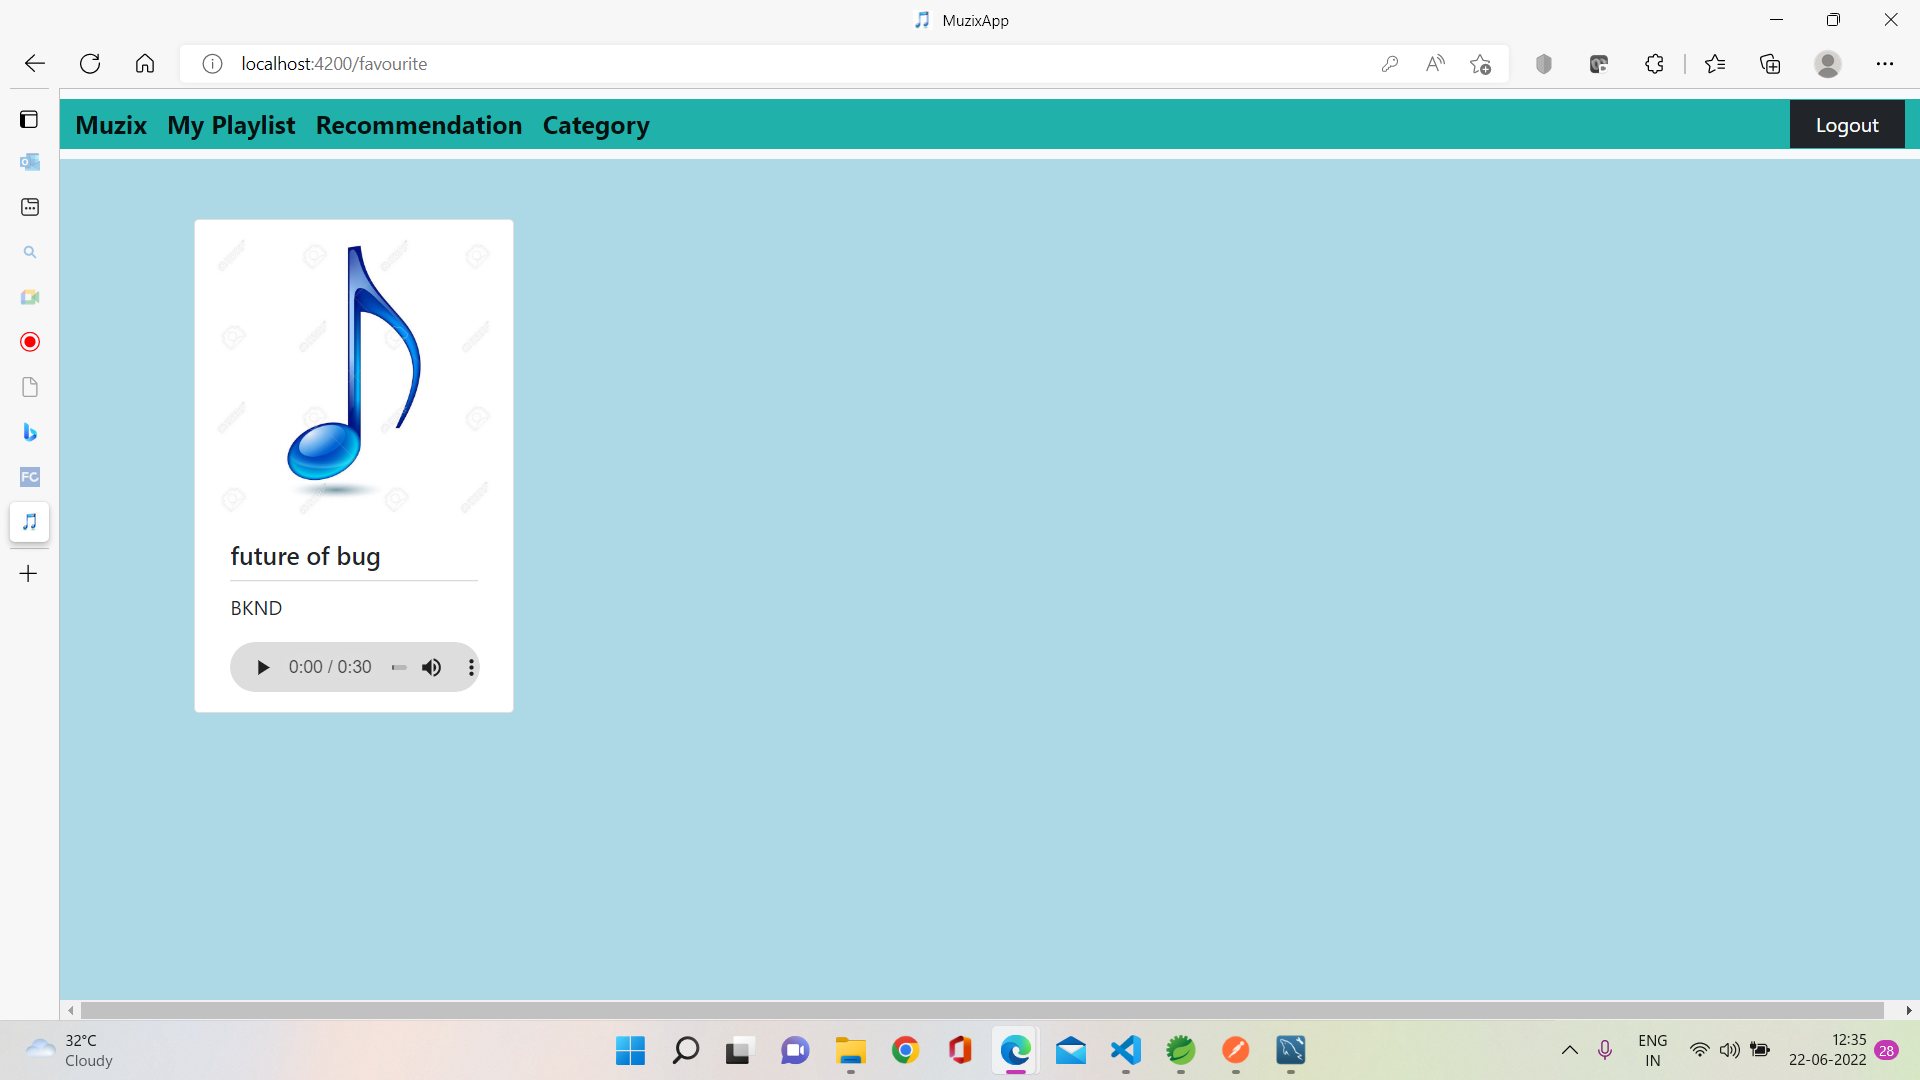 MuzixApp
localhost:4200/favourite
Muzix My Playlist Recommendation Category
Logout
future of bug
BKND
0:00 / 0:30
FC
32°C
Cloudy
ENG
IN
12:35
22-06-2022
28